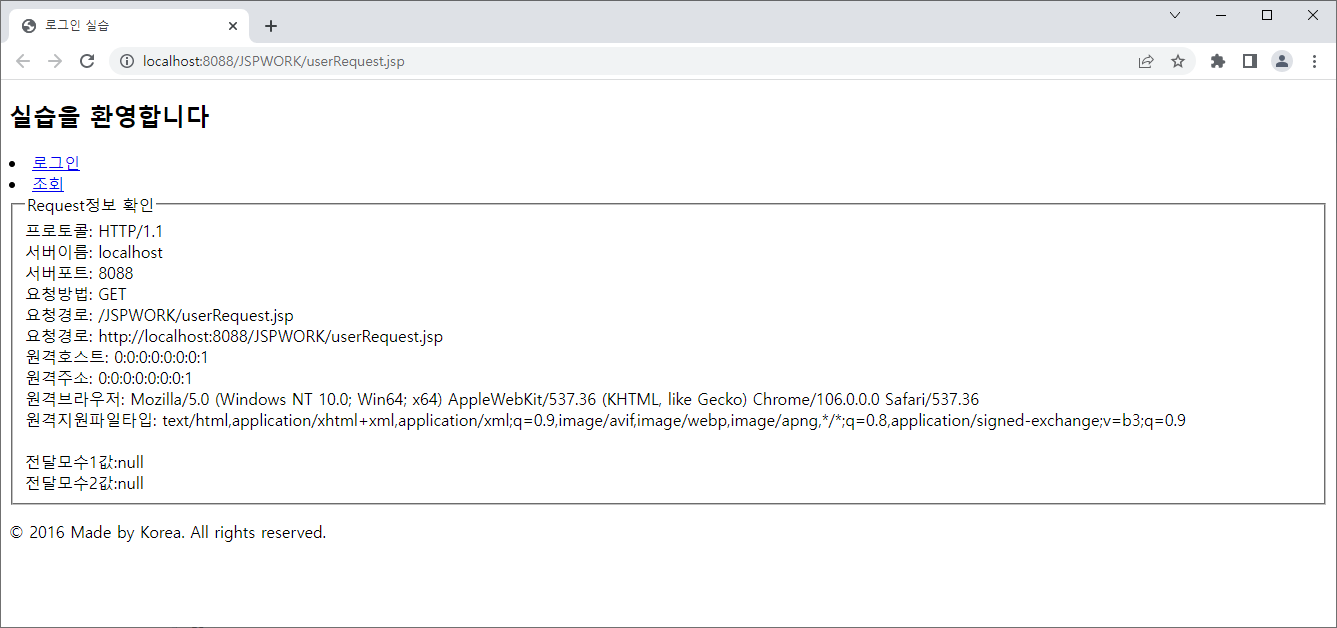 로그인 실습
localhost:8088/JSPWORK/userRequest.jsp
실습을 환영합니다
로그인
조회
Request정보 확인
프로토콜: HTTP/1.1
서버이름: localhost
서버포트: 8088
요청방법: GET
요청경로: /JSPWORK/userRequest.jsp
요청경로: http://localhost:8088/JSPWORK/userRequest.jsp
원격호스트: 0:0:0:0:0:0:0:1
원격주소: 0:0:0:0:0:0:0:1
원격브라우저: Mozilla/5.0 (Windows NT 10.0; Win64; x64) AppleWebKit/537.36 (KHTML, like Gecko) Chrome/106.0.0.0 Safari/537.36
원격지원파일타입: text/html,application/xhtml+xml,application/xml;q=0.9,image/avif,image/webp,image/apng,*/*;q=0.8,application/signed-exchange;v=b3;q=0.9
전달모수1값:null
전달모수2값:null
© 2016 Made by Korea. All rights reserved.